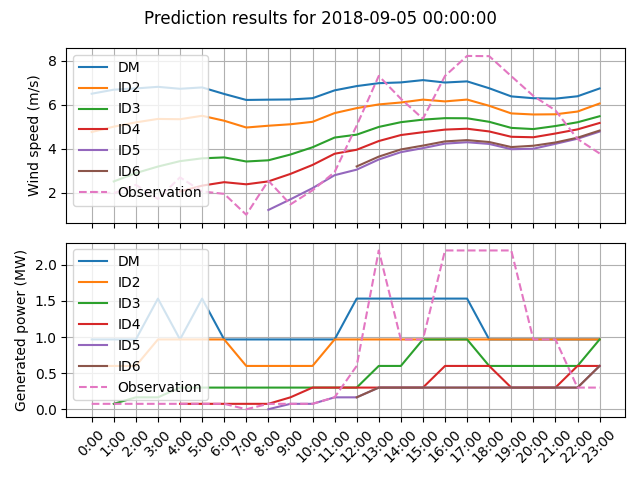 Prediction results for 2018-09-05 00:00:00
Wind speed (m/s)
8
6
4
2
DM
ID2
ID3
ID4
ID5
ID6
Observation
Generated power (MW)
2.0
1.5
1.0
0.5
0.0
DM
ID2
ID3
ID4
ID5
ID6
Observation
0:00 1:00 2:00 3:00 4:00 5:00 6:00 7:00 8:00 9:00 10:00 11:00 12:00 13:00 14:00 15:00 16:00 17:00 18:00 19:00 20:00 21:00 22:00 23:00